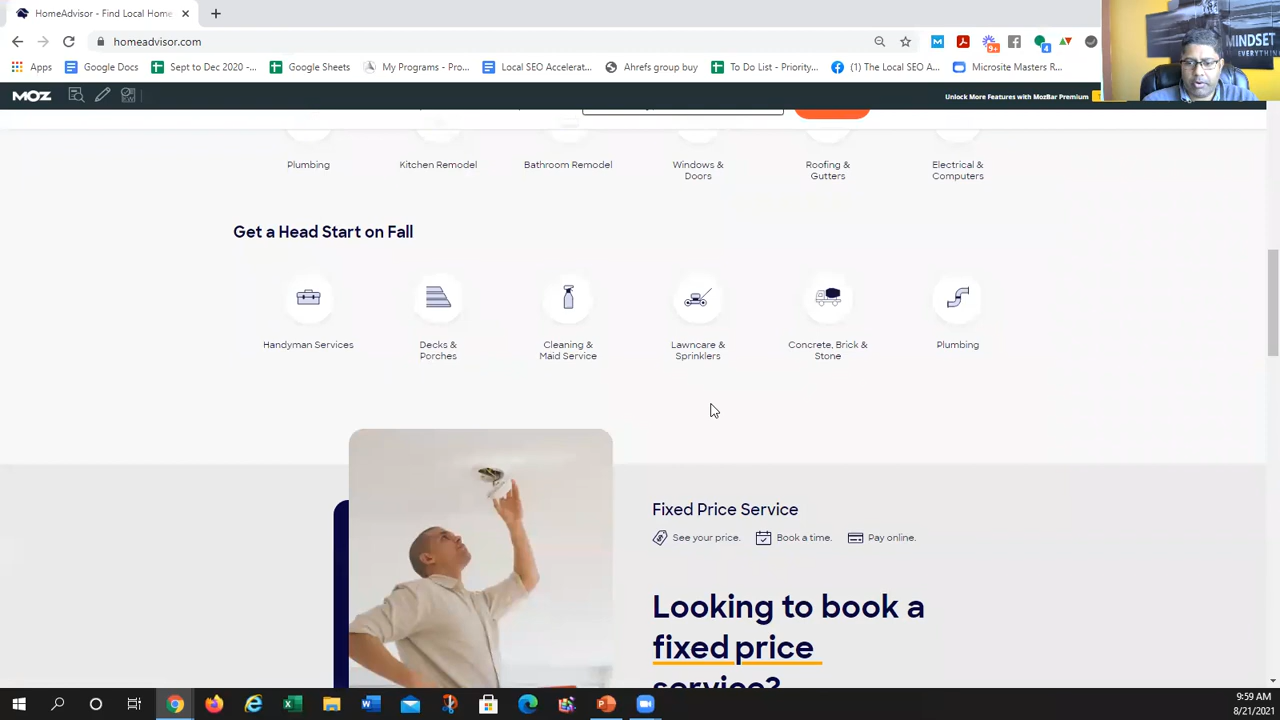 HomeAdvisor - Find Local Home
homeadvisor.com
9+
4
MINDSET
EVERYTHING
Apps
Google Docs
Sept to Dec 2020 -...
Google Sheets
My Programs - Pro...
Local SEO Accelerat...
Ahrefs group buy
To Do List - Priority...
(1) The Local SEO A...
Microsite Masters R...
MOZ
Unlock More Features with MozBar Premium
Plumbing
Kitchen Remodel
Bathroom Remodel
Windows &
Doors
Roofing &
Gutters
Electrical &
Computers
Get a Head Start on Fall
Handyman Services
Decks &
Porches
Cleaning &
Maid Service
Lawncare &
Sprinklers
Concrete, Brick &
Stone
Plumbing
Fixed Price Service
See your price.
Book a time.
Pay online.
Looking to book a
fixed price
service?
9:59 AM
8/21/2021